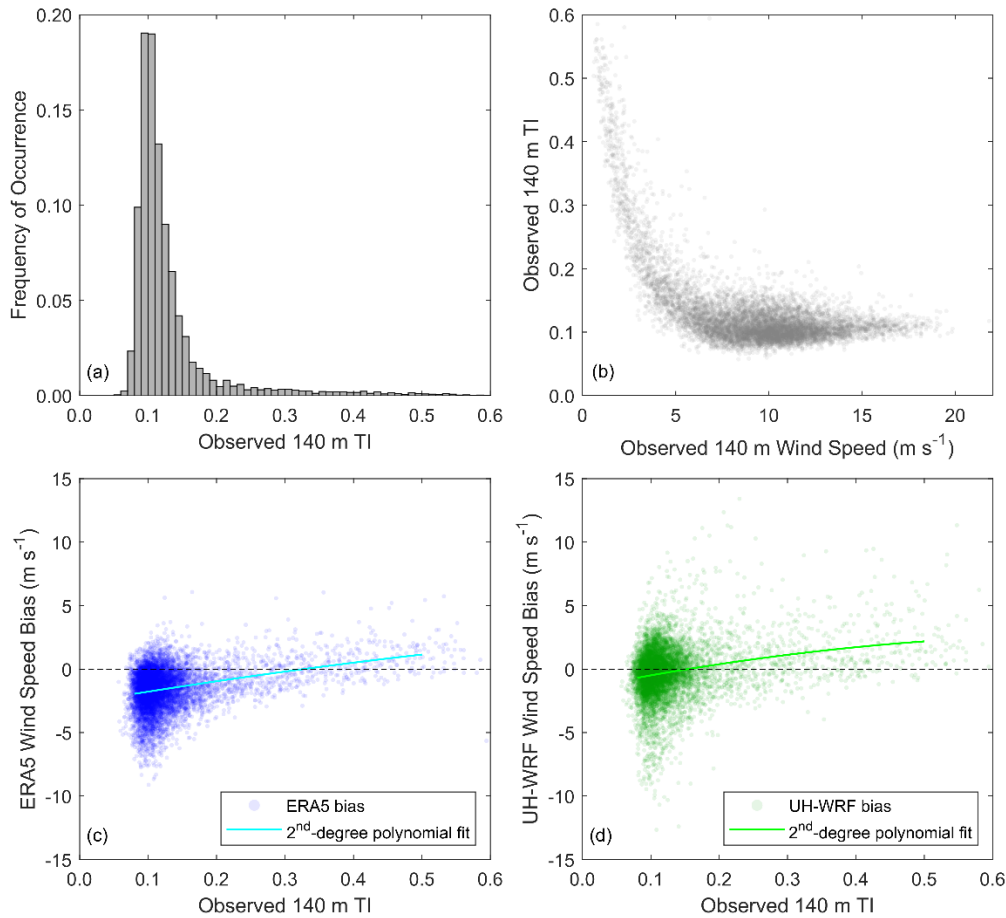 0.20
0.15
0.10
0.05
0.00
Frequency of Occurrence
(a)
0.0 0.1 0.2 0.3 0.4 0.5 0.6
Observed 140 m TI
0.6
0.5
0.4
0.3
0.2
0.1
0.0
Observed 140 m TI
(b)
5 10 15 20
Observed 140 m Wind Speed (m s⁻¹)
15
10
5
0
-5
-10
-15
ERA5 Wind Speed Bias (m s⁻¹)
ERA5 bias
2ⁿᵈ-degree polynomial fit
(c)
0.0 0.1 0.2 0.3 0.4 0.5 0.6
Observed 140 m TI
15
10
5
0
-5
-10
-15
UH-WRF Wind Speed Bias (m s⁻¹)
UH-WRF bias
2ⁿᵈ-degree polynomial fit
(d)
0.0 0.1 0.2 0.3 0.4 0.5 0.6
Observed 140 m TI